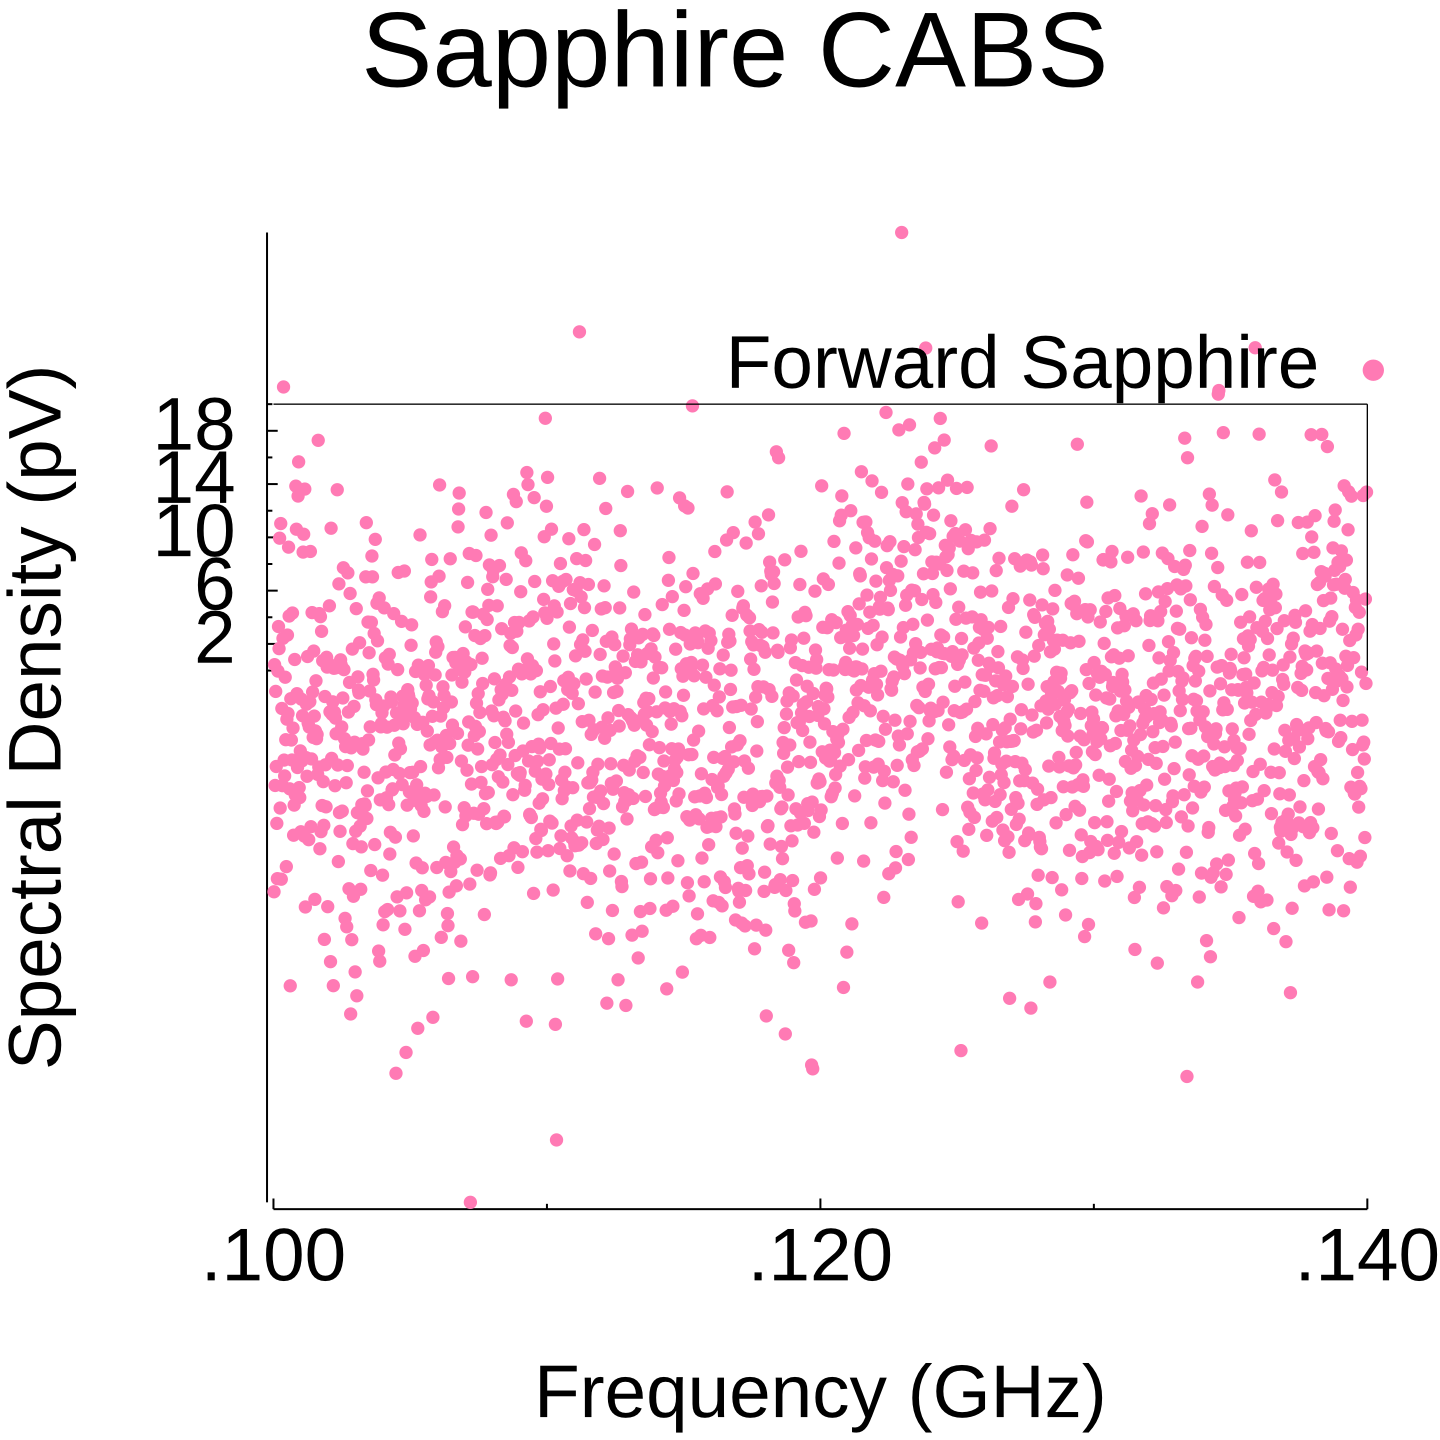 Sapphire CABS
Forward Sapphire
Spectral Density (pV)
18
14
10
6
2
.100
.120
.140
Frequency (GHz)